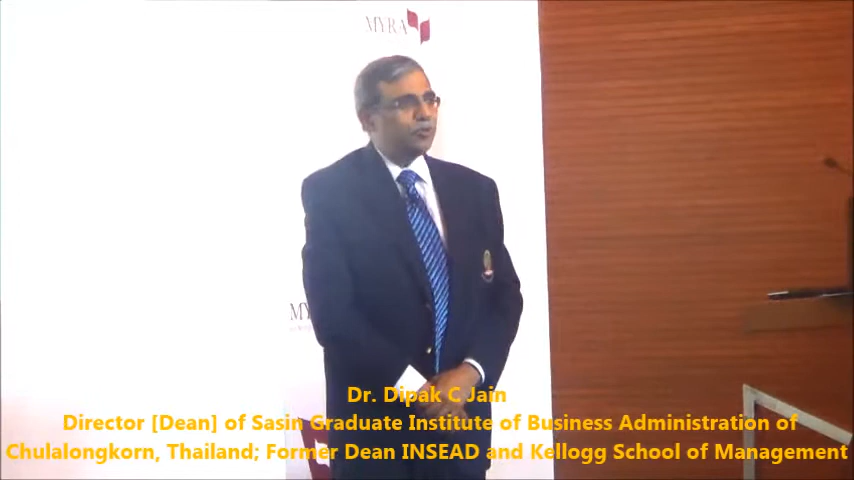 MYRA
MY
Dr. Dipak C Jain
Director [Dean] of Sasin Graduate Institute of Business Administration of
Chulalongkorn, Thailand; Former Dean INSEAD and Kellogg School of Management